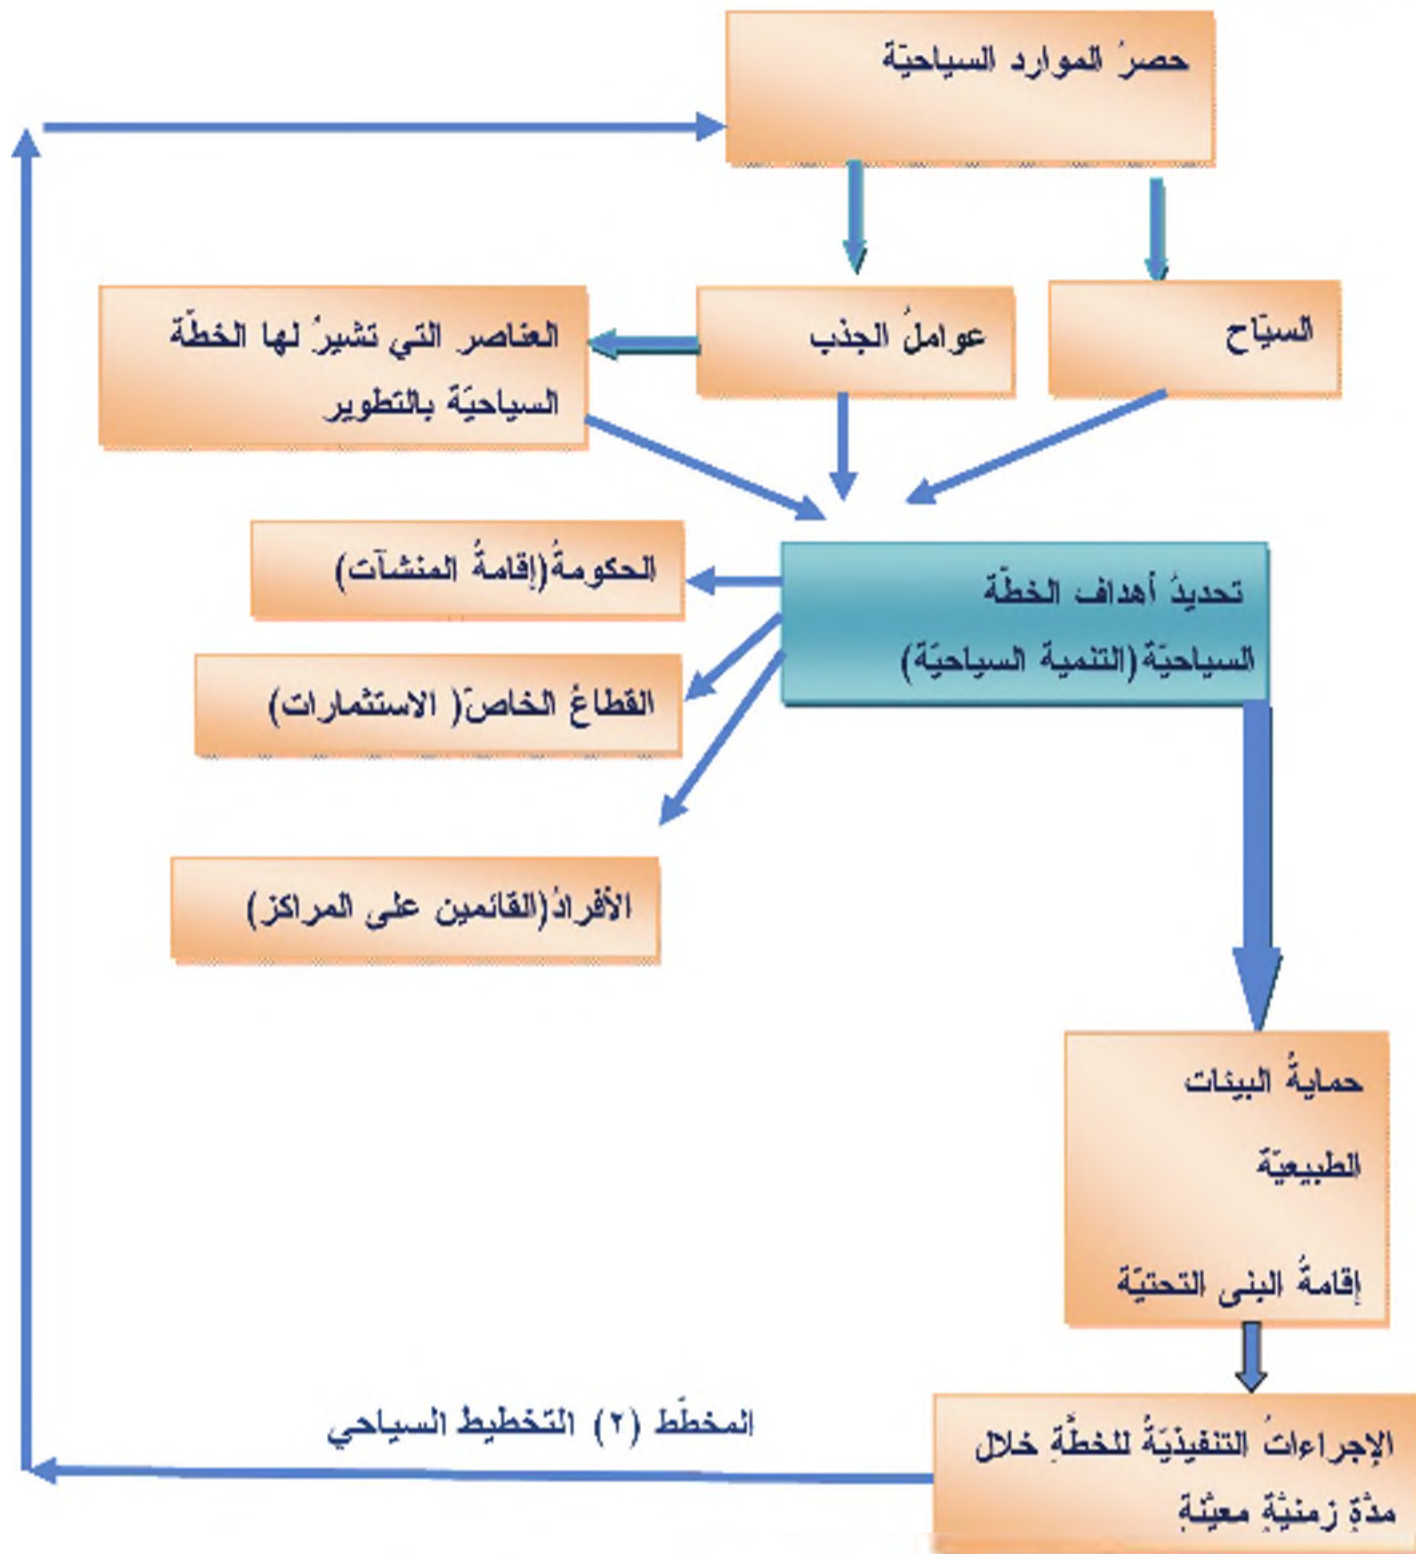 حصرُ الموارد السياحيّة
السيّاح
عواملُ الجذب
العناصر التي تشيرُ لها الخطّة
السياحيّة بالتطوير
تحديدُ أهداف الخطّة
السياحيّة(التنمية السياحيّة)
الحكومةُ(إقامةُ المنشآت)
القطاعُ الخاصّ( الاستثمارات)
الأفرادُ(القائمين على المراكز)
حمايةُ البيئات
الطبيعيّة
إقامةُ البنى التحتيّة
الإجراءاتُ التنفيذيّةُ للخطّةِ خلال
مدّةٍ زمنيّةٍ معيّنةٍ
المخطّط (٢) التخطيط السياحي